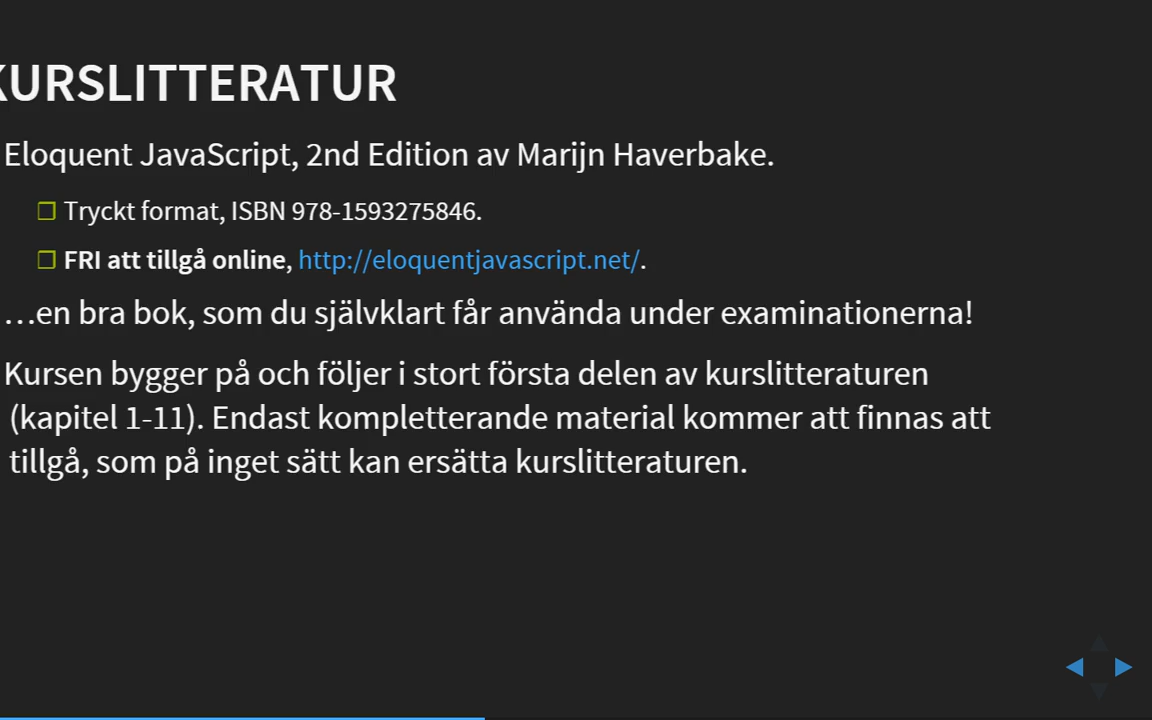 KURSLITTERATUR
Eloquent JavaScript, 2nd Edition av Marijn Haverbake.
❐ Tryckt format, ISBN 978-1593275846.
❐ FRI att tillgå online, http://eloquentjavascript.net/.
…en bra bok, som du självklart får använda under examinationerna!
Kursen bygger på och följer i stort första delen av kurslitteraturen
(kapitel 1-11). Endast kompletterande material kommer att finnas att
tillgå, som på inget sätt kan ersätta kurslitteraturen.